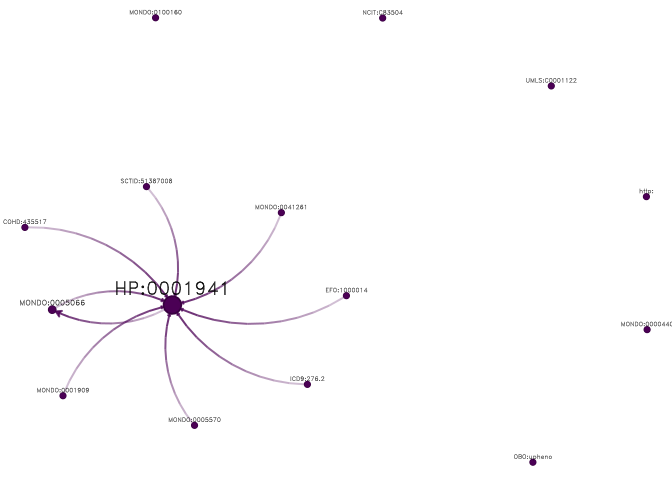 MONDO:0100160
NCIT:C83504
UMLS:C0001122
SCTID:51387008
http:
MONDO:0041261
COHD:435517
HP:0001941
EFO:1000014
MONDO:0005066
MONDO:0000440
ICD9:276.2
MONDO:0001909
MONDO:0005570
OBO:upheno